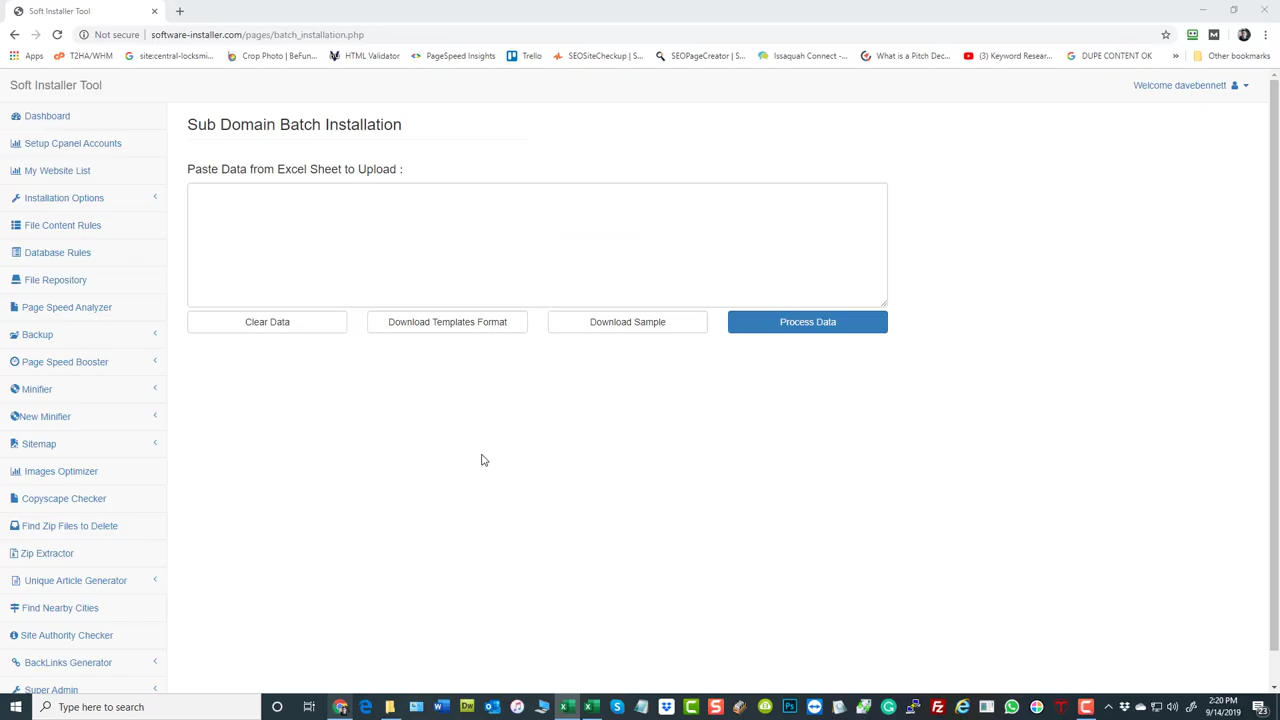 Soft Installer Tool
Not secure | software-installer.com/pages/batch_installation.php
Apps
T2HA/WHM
site:central-locksmi...
Crop Photo | BeFun...
HTML Validator
PageSpeed Insights
Trello
SEOSiteCheckup | S...
SEOPageCreator | S...
Issaquah Connect -...
What is a Pitch Dec...
(3) Keyword Resear...
DUPE CONTENT OK
»
Other bookmarks
Soft Installer Tool
Welcome davebennett
Dashboard
Setup Cpanel Accounts
My Website List
Installation Options
File Content Rules
Database Rules
File Repository
Page Speed Analyzer
Backup
Page Speed Booster
Minifier
New Minifier
Sitemap
Images Optimizer
Copyscape Checker
Find Zip Files to Delete
Zip Extractor
Unique Article Generator
Find Nearby Cities
Site Authority Checker
BackLinks Generator
Super Admin
Sub Domain Batch Installation
Paste Data from Excel Sheet to Upload :
Clear Data
Download Templates Format
Download Sample
Process Data
Type here to search
2:20 PM
9/14/2019
23